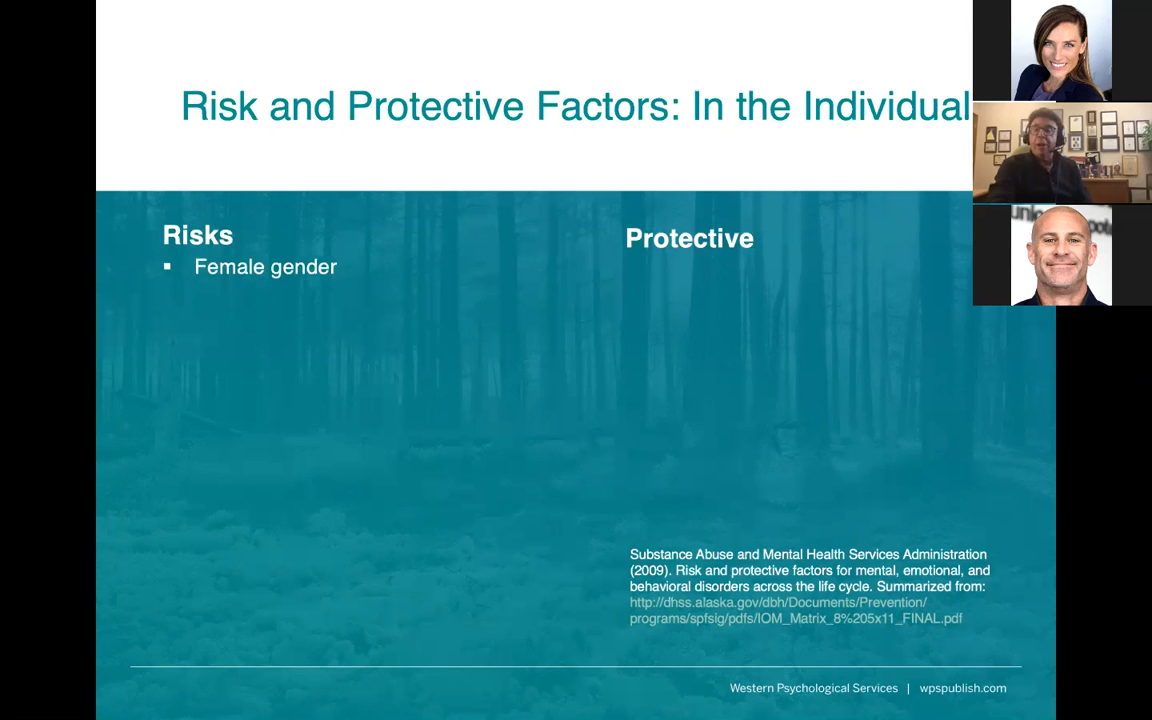 Risk and Protective Factors: In the Individual
Risks
▪ Female gender
Protective
Substance Abuse and Mental Health Services Administration
(2009). Risk and protective factors for mental, emotional, and
behavioral disorders across the life cycle. Summarized from:
http://dhss.alaska.gov/dbh/Documents/Prevention/
programs/spfsig/pdfs/IOM_Matrix_8%205x11_FINAL.pdf
Western Psychological Services | wpspublish.com